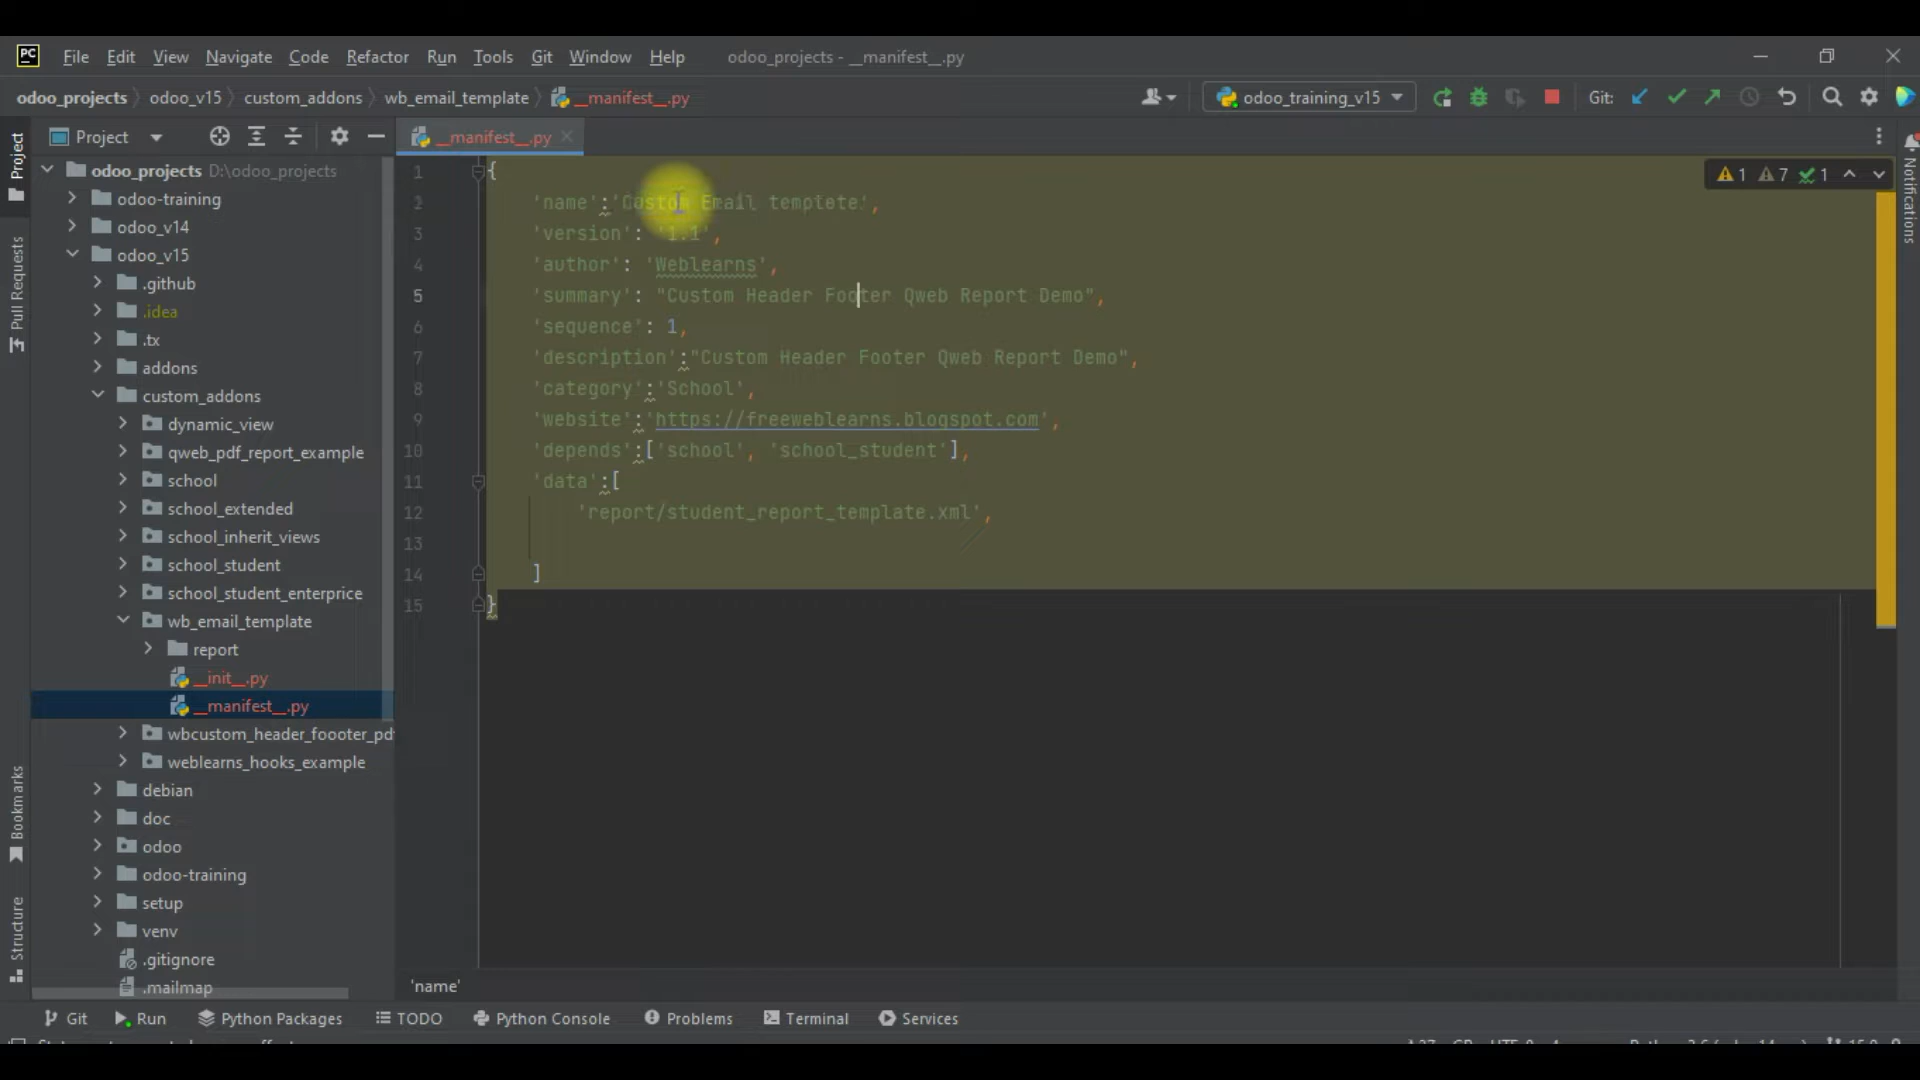 PC File Edit View Navigate Code Refactor Run Tools Git Window Help odoo_projects - __manifest__.py
odoo_projects odoo_v15 custom_addons wb_email_template __manifest__.py odoo_training_v15 Git:
Project __manifest__.py
Project
Pull Requests
Bookmarks
Structure
Notifications
odoo_projects D:\odoo_projects
odoo-training
odoo_v14
odoo_v15
.github
.idea
.tx
addons
custom_addons
dynamic_view
qweb_pdf_report_example
school
school_extended
school_inherit_views
school_student
school_student_enterprice
wb_email_template
report
__init__.py
__manifest__.py
wbcustom_header_foooter_pd
weblearns_hooks_example
debian
doc
odoo
odoo-training
setup
venv
.gitignore
.mailmap
1 7 1
1 {
2 'name':'Custom Email template',
3 'version': '1.1',
4 'author': 'Weblearns',
5 'summary': "Custom Header Footer Qweb Report Demo",
6 'sequence': 1,
7 'description':"Custom Header Footer Qweb Report Demo",
8 'category':'School',
9 'website':'https://freeweblearns.blogspot.com',
10 'depends':['school', 'school_student'],
11 'data':[
12 'report/student_report_template.xml',
13
14 ]
15 }
'name'
Git Run Python Packages TODO Python Console Problems Terminal Services